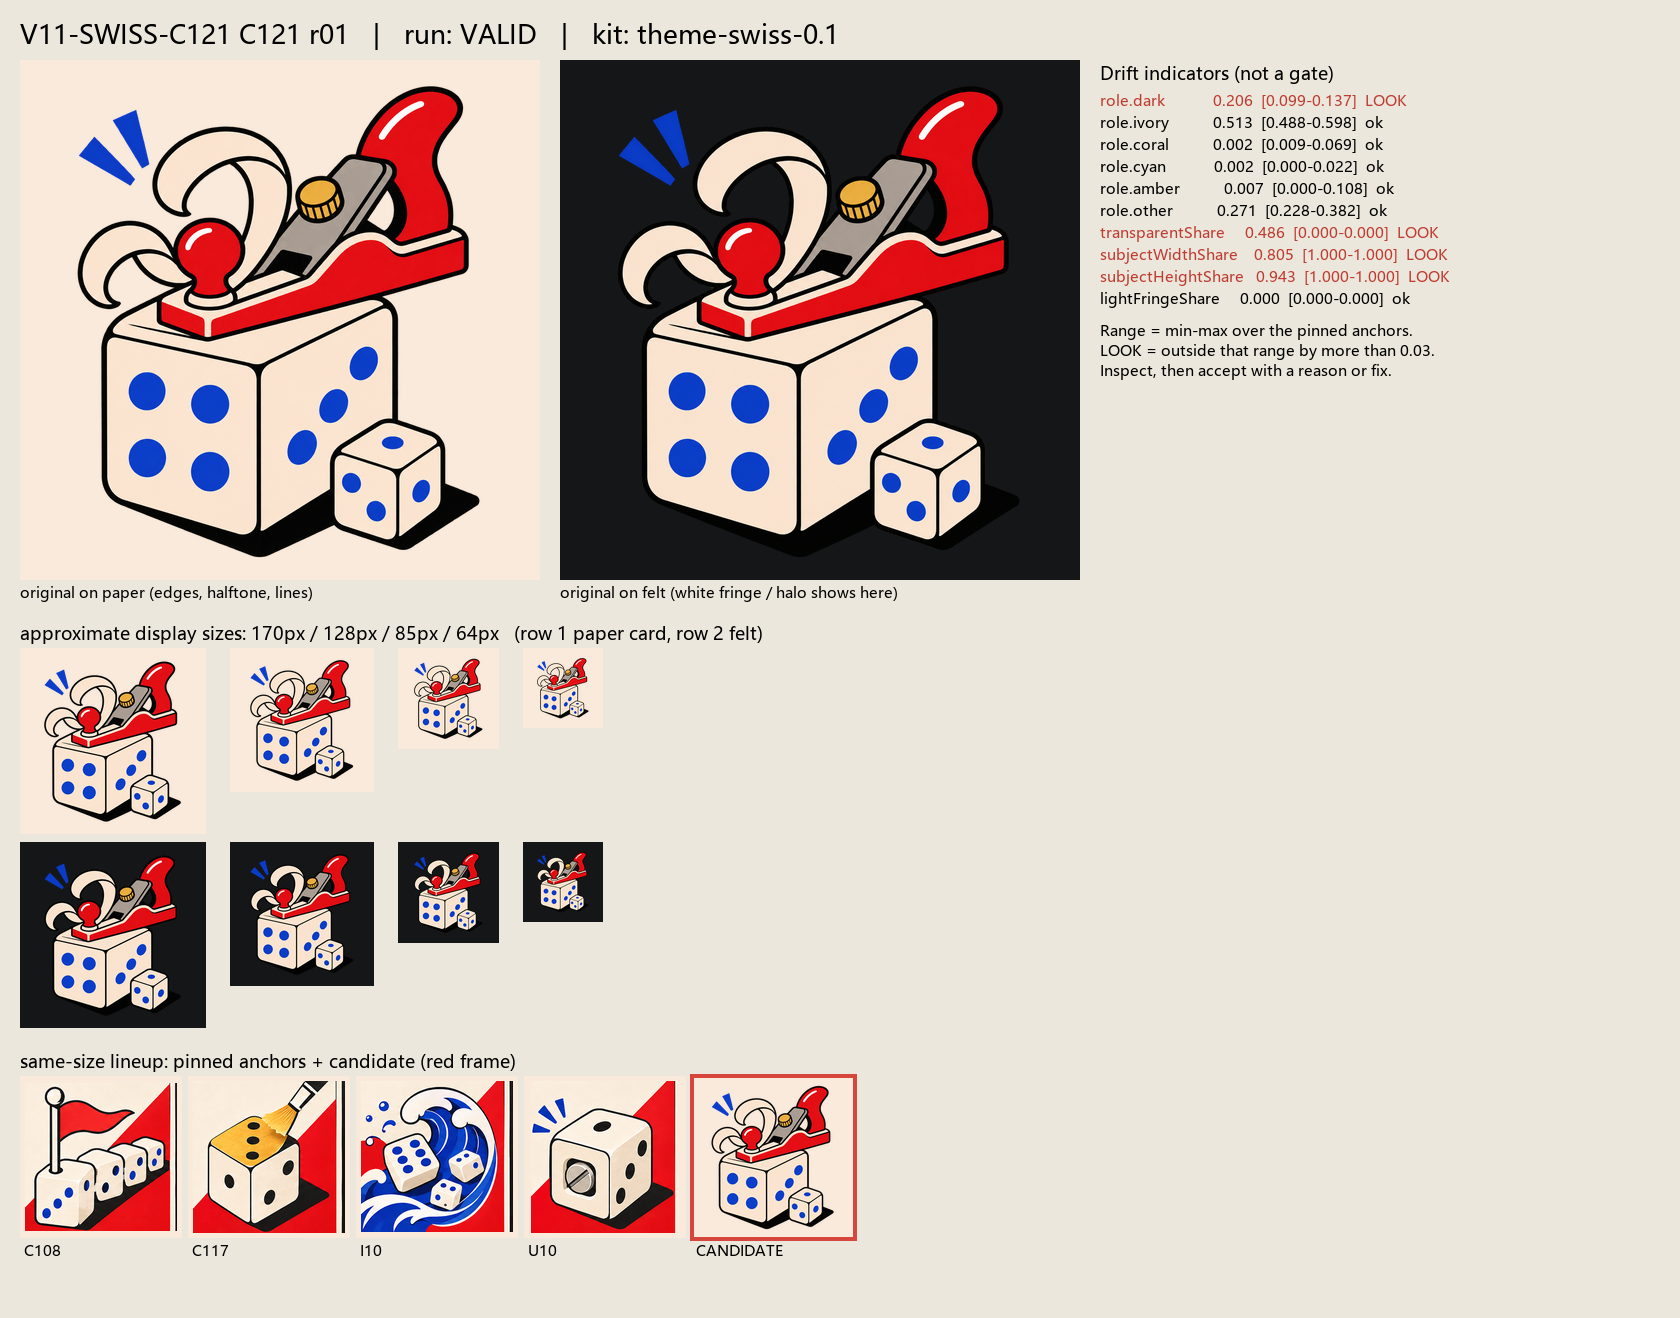 V11-SWISS-C121 C121 r01 | run: VALID | kit: theme-swiss-0.1
Drift indicators (not a gate)
role.dark 0.206 [0.099-0.137] LOOK
role.ivory 0.513 [0.488-0.598] ok
role.coral 0.002 [0.009-0.069] ok
role.cyan 0.002 [0.000-0.022] ok
role.amber 0.007 [0.000-0.108] ok
role.other 0.271 [0.228-0.382] ok
transparentShare 0.486 [0.000-0.000] LOOK
subjectWidthShare 0.805 [1.000-1.000] LOOK
subjectHeightShare 0.943 [1.000-1.000] LOOK
lightFringeShare 0.000 [0.000-0.000] ok
Range = min-max over the pinned anchors.
LOOK = outside that range by more than 0.03.
Inspect, then accept with a reason or fix.
original on paper (edges, halftone, lines)
original on felt (white fringe / halo shows here)
approximate display sizes: 170px / 128px / 85px / 64px (row 1 paper card, row 2 felt)
same-size lineup: pinned anchors + candidate (red frame)
C108
C117
I10
U10
CANDIDATE